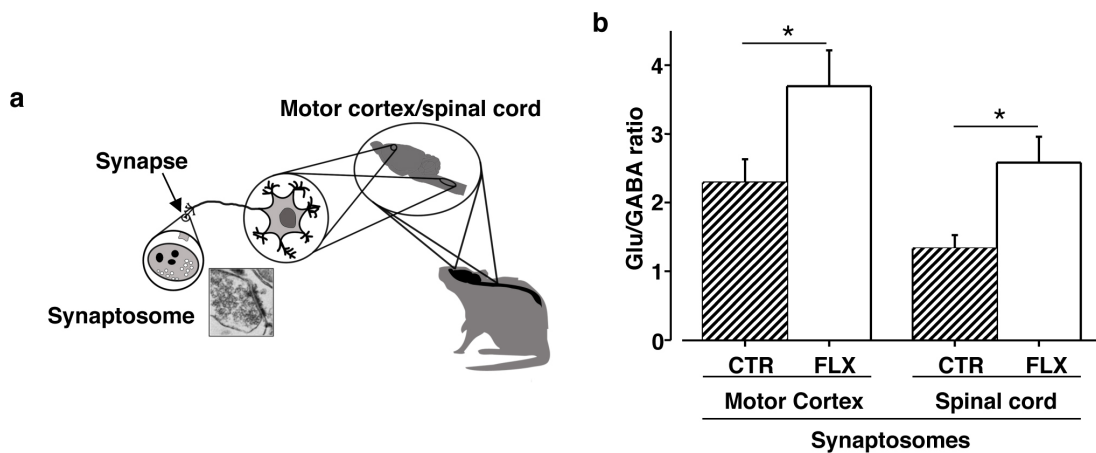 a
Motor cortex/spinal cord
Synapse
Synaptosome
b
Glu/GABA ratio
4
3
2
1
0
*
*
CTR FLX CTR FLX
Motor Cortex Spinal cord
Synaptosomes